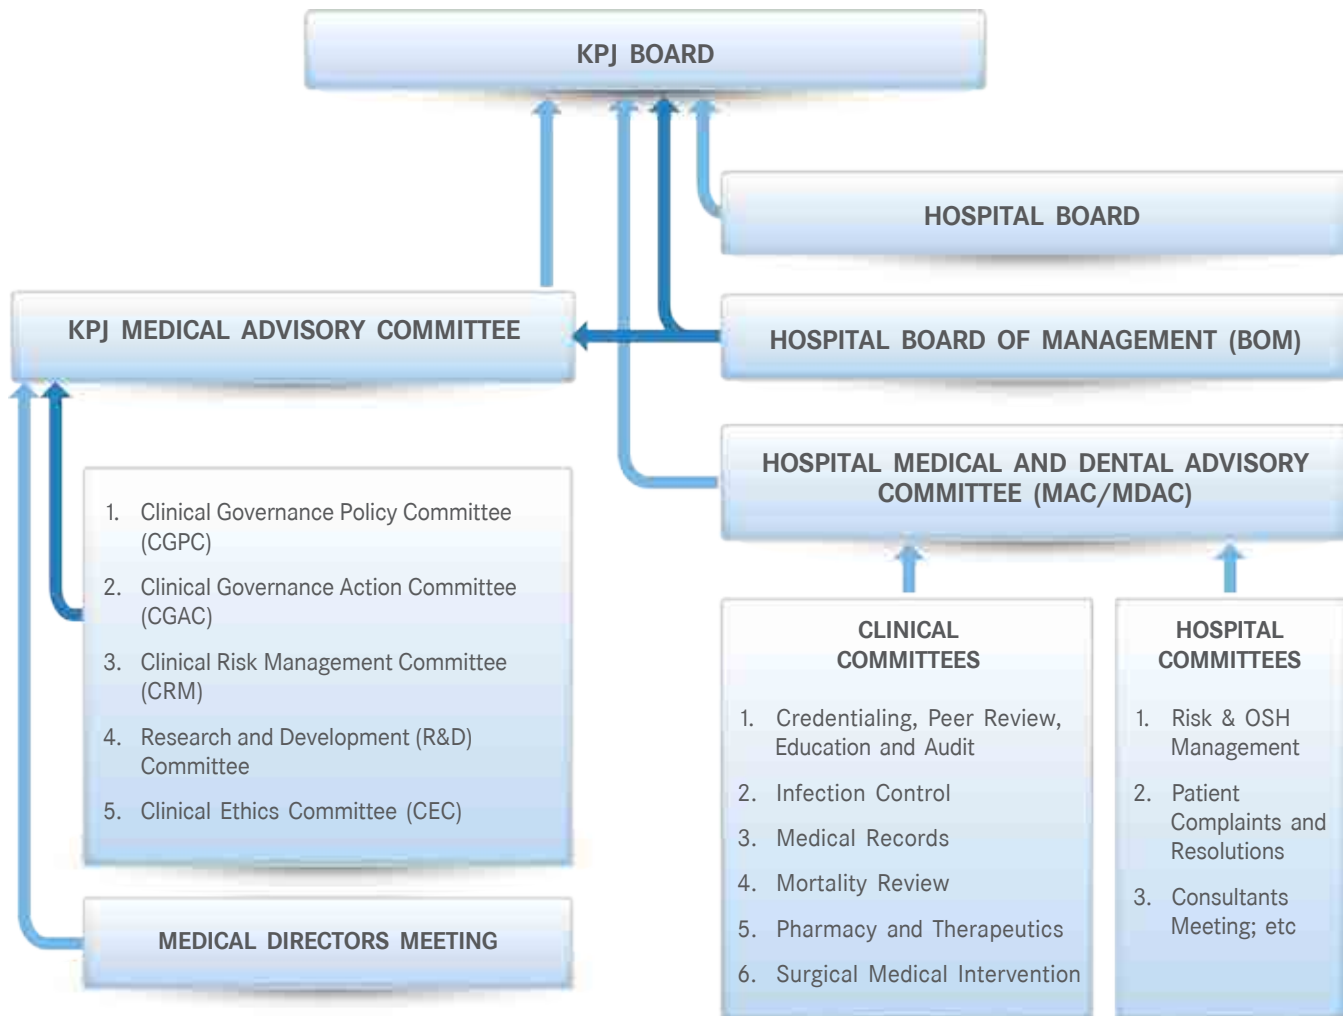 KPJ BOARD
HOSPITAL BOARD
KPJ MEDICAL ADVISORY COMMITTEE
HOSPITAL BOARD OF MANAGEMENT (BOM)
HOSPITAL MEDICAL AND DENTAL ADVISORY
COMMITTEE (MAC/MDAC)
1. Clinical Governance Policy Committee
(CGPC)
2. Clinical Governance Action Committee
(CGAC)
3. Clinical Risk Management Committee
(CRM)
4. Research and Development (R&D)
Committee
5. Clinical Ethics Committee (CEC)
MEDICAL DIRECTORS MEETING
CLINICAL
COMMITTEES
1. Credentialing, Peer Review,
Education and Audit
2. Infection Control
3. Medical Records
4. Mortality Review
5. Pharmacy and Therapeutics
6. Surgical Medical Intervention
HOSPITAL
COMMITTEES
1. Risk & OSH
Management
2. Patient
Complaints and
Resolutions
3. Consultants
Meeting; etc